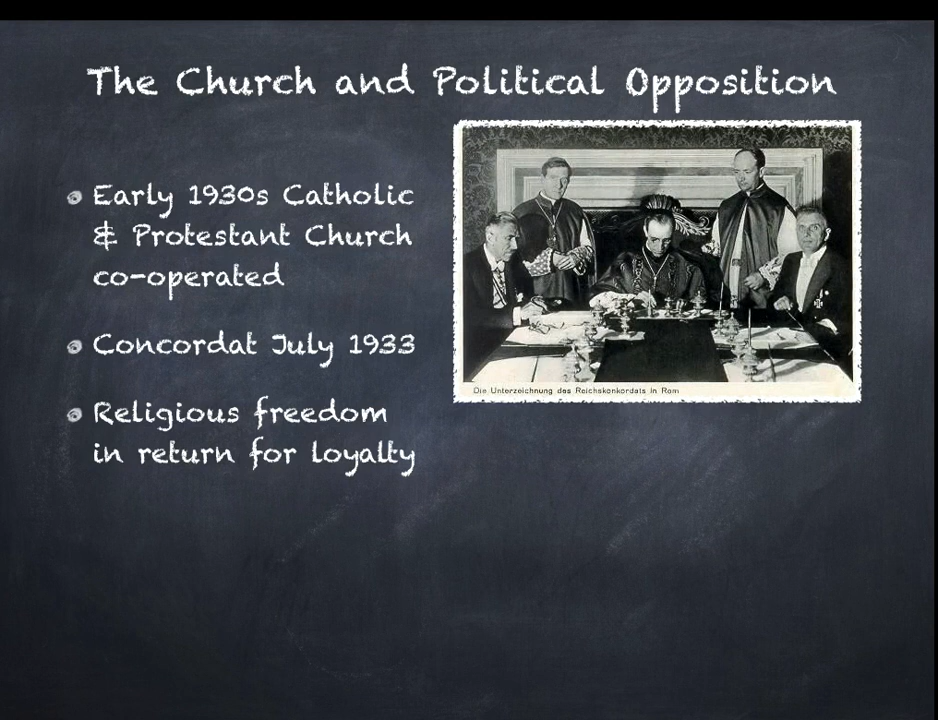 The Church and Political Opposition
Early 1930s Catholic
& Protestant Church
co-operated
Concordat July 1933
Religious freedom
in return for loyalty
Die Unterzeichnung des Reichskonkordats in Rom